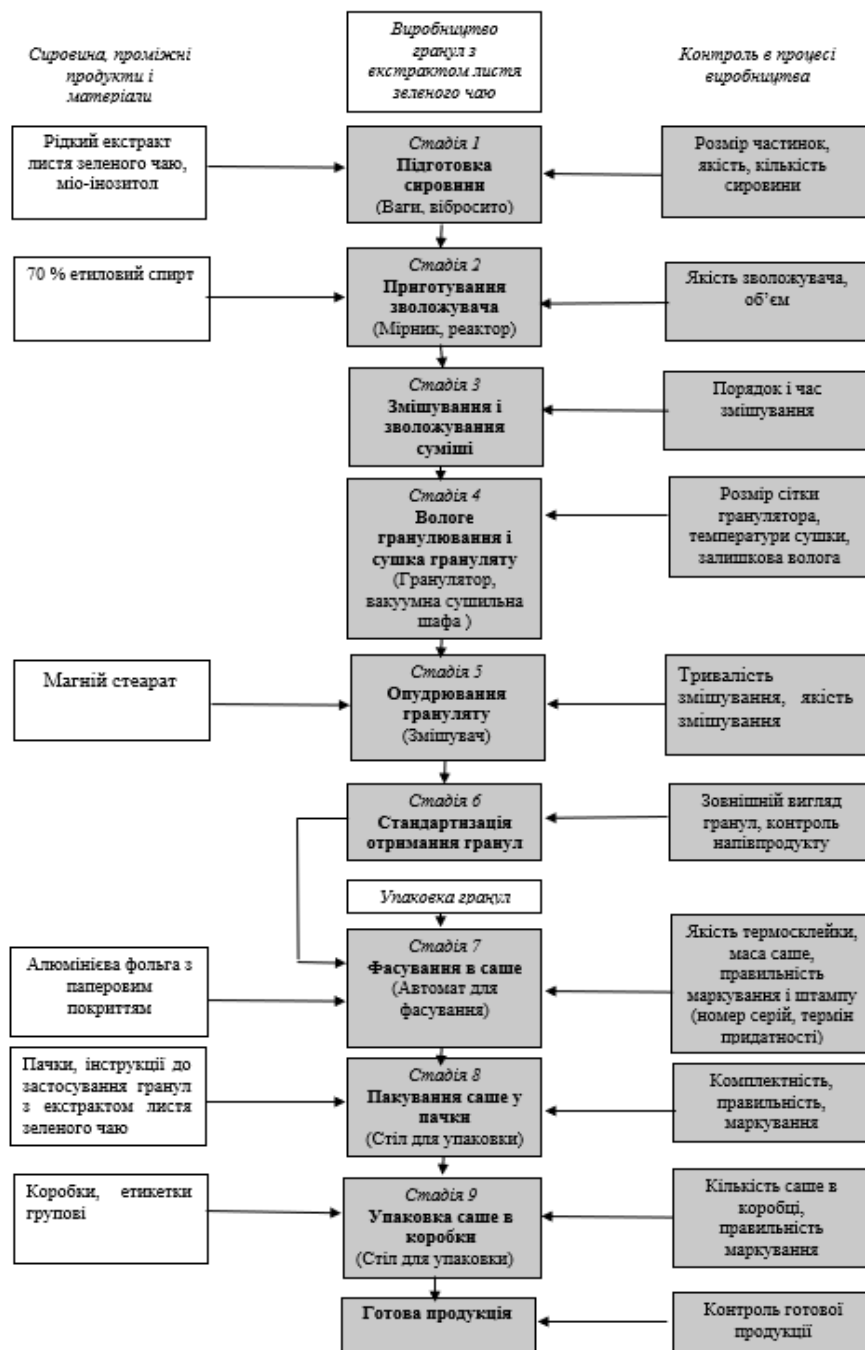 Сировина, проміжні
продукти і
матеріали
Виробництво
гранул з
екстрактом листя
зеленого чаю
Контроль в процесі
виробництва
Рідкий екстракт
листя зеленого чаю,
міо-інозитол
Стадія 1
Підготовка
сировини
(Ваги, вібросито)
Розмір частинок,
якість, кількість
сировини
70 % етиловий спирт
Стадія 2
Приготування
зволожувача
(Мірник, реактор)
Якість зволожувача,
об’єм
Стадія 3
Змішування і
зволожування
суміші
Порядок і час
змішування
Стадія 4
Вологе
гранулювання і
сушка грануляту
(Гранулятор,
вакуумна сушильна
шафа )
Розмір сітки
гранулятора,
температури сушки,
залишкова волога
Магній стеарат
Стадія 5
Опудрювання
грануляту
(Змішувач)
Тривалість
змішування, якість
змішування
Стадія 6
Стандартизація
отримання гранул
Зовнішній вигляд
гранул, контроль
напівпродукту
Упаковка гранул
Алюмінієва фольга з
паперовим
покриттям
Стадія 7
Фасування в саше
(Автомат для
фасування)
Якість термосклейки,
маса саше,
правильність
маркування і штампу
(номер серій, термін
придатності)
Пачки, інструкції до
застосування гранул
з екстрактом листя
зеленого чаю
Стадія 8
Пакування саше у
пачки
(Стіл для упаковки)
Комплектність,
правильність,
маркування
Коробки, етикетки
групові
Стадія 9
Упаковка саше в
коробки
(Стіл для упаковки)
Кількість саше в
коробці,
правильність
маркування
Готова продукція
Контроль готової
продукції